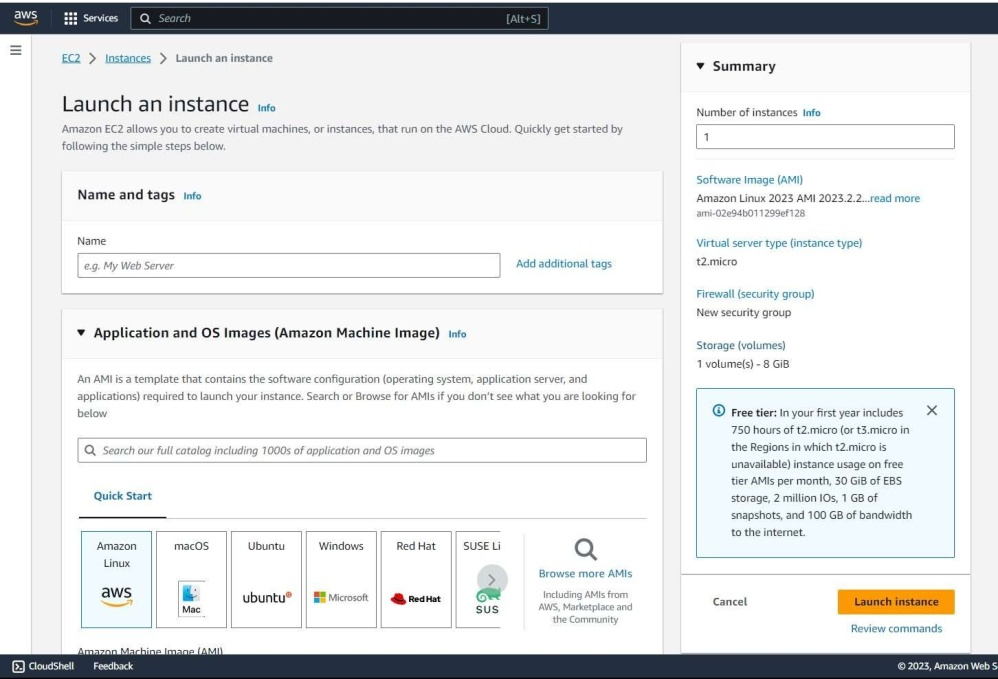 aws
Services
Search
[Alt+S]
EC2 > Instances > Launch an instance
Launch an instance Info
Amazon EC2 allows you to create virtual machines, or instances, that run on the AWS Cloud. Quickly get started by
following the simple steps below.
Name and tags Info
Name
e.g. My Web Server
Add additional tags
Application and OS Images (Amazon Machine Image) Info
An AMI is a template that contains the software configuration (operating system, application server, and
applications) required to launch your instance. Search or Browse for AMIs if you don't see what you are looking for
below
Search our full catalog including 1000s of application and OS images
Quick Start
Amazon
Linux
aws
macOS
Mac
Ubuntu
ubuntu
Windows
Microsoft
Red Hat
Red Hat
SUSE Li
SUS
Browse more AMIs
Including AMIs from
AWS, Marketplace and
the Community
Amazon Machine Image (AMI)
Summary
Number of instances Info
1
Software Image (AMI)
Amazon Linux 2023 AMI 2023.2.2...read more
ami-02e94b011299ef128
Virtual server type (instance type)
t2.micro
Firewall (security group)
New security group
Storage (volumes)
1 volume(s) - 8 GiB
Free tier: In your first year includes
750 hours of t2.micro (or t3.micro in
the Regions in which t2.micro is
unavailable) instance usage on free
tier AMIs per month, 30 GiB of EBS
storage, 2 million IOs, 1 GB of
snapshots, and 100 GB of bandwidth
to the internet.
Cancel
Launch instance
Review commands
CloudShell
Feedback
© 2023, Amazon Web S